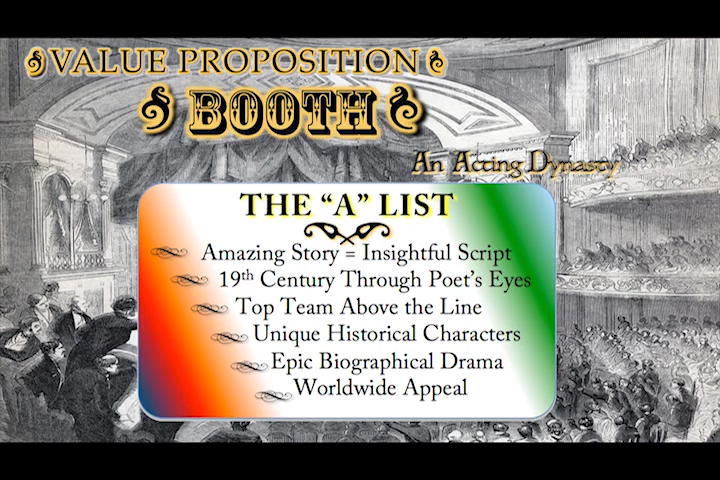 VALUE PROPOSITION
BOOTH
An Acting Dynasty
THE “A” LIST
Amazing Story = Insightful Script
19th Century Through Poet’s Eyes
Top Team Above the Line
Unique Historical Characters
Epic Biographical Drama
Worldwide Appeal